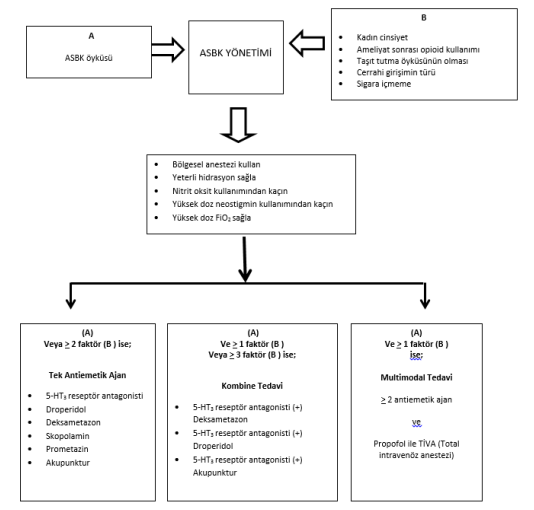 A
ASBK öyküsü
ASBK YÖNETİMİ
B
Kadın cinsiyet
Ameliyat sonrası opioid kullanımı
Taşıt tutma öyküsünün olması
Cerrahi girişimin türü
Sigara içmeme
Bölgesel anestezi kullan
Yeterli hidrasyon sağla
Nitrit oksit kullanımından kaçın
Yüksek doz neostigmin kullanımından kaçın
Yüksek doz FiO₂ sağla
(A)
Veya ≥ 2 faktör (B ) ise;
Tek Antiemetik Ajan
5-HT₃ reseptör antagonisti
Droperidol
Deksametazon
Skopolamin
Prometazin
Akupunktur
(A)
Ve ≥ 1 faktör (B )
Veya ≥ 3 faktör (B ) ise;
Kombine Tedavi
5-HT₃ reseptör antagonisti (+)
Deksametazon
5-HT₃ reseptör antagonisti (+)
Droperidol
5-HT₃ reseptör antagonisti (+)
Akupunktur
(A)
Ve ≥ 1 faktör (B )
ise;
Multimodal Tedavi
≥ 2 antiemetik ajan
ve
Propofol ile TİVA (Total
intravenöz anestezi)